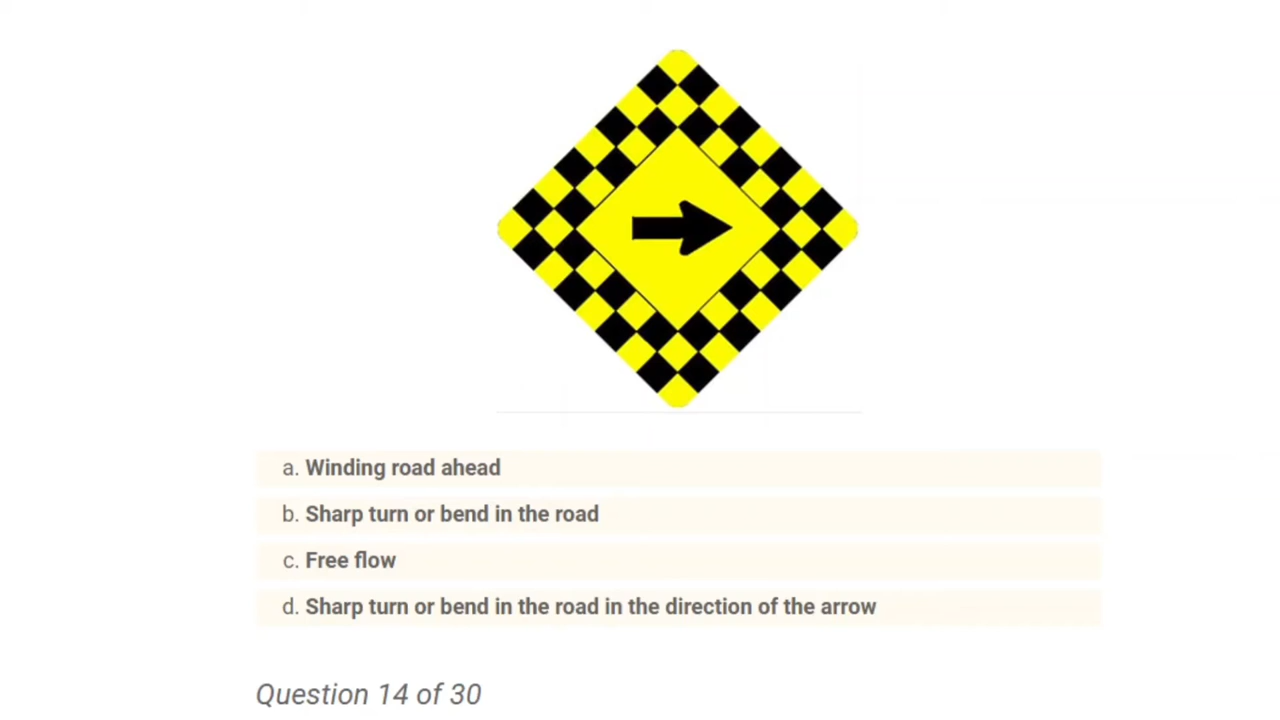 a. Winding road ahead
b. Sharp turn or bend in the road
c. Free flow
d. Sharp turn or bend in the road in the direction of the arrow
Question 14 of 30